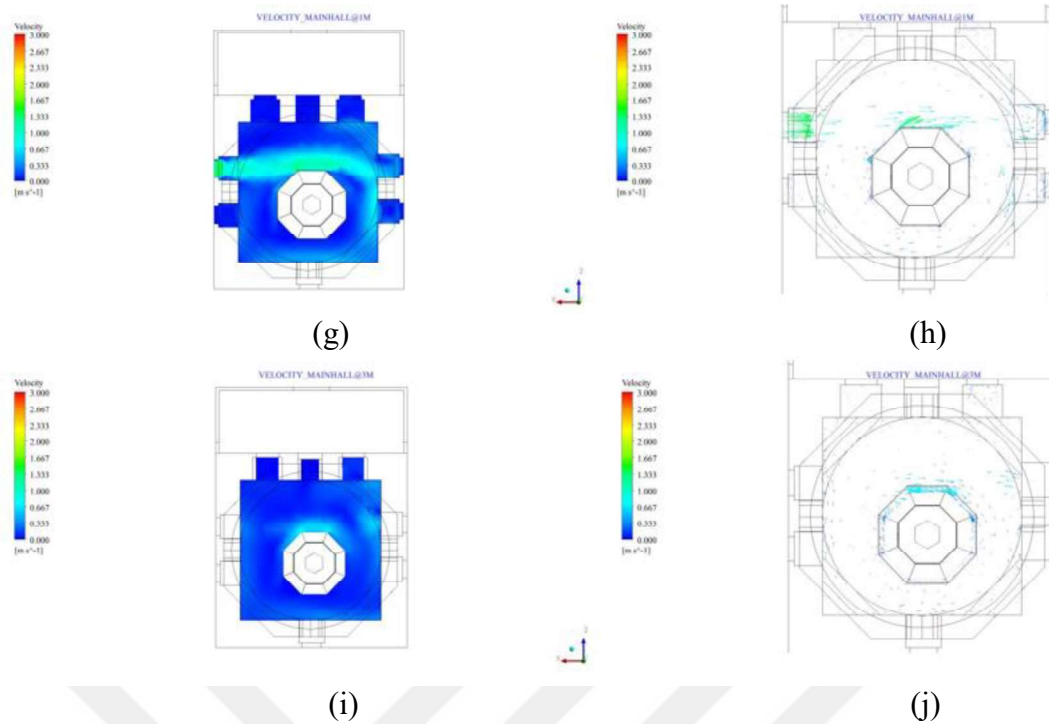 VELOCITY_MAINHALL@1M
Velocity
3.000
2.667
2.333
2.000
1.667
1.333
1.000
0.667
0.333
0.000
[m s^-1]
(g)
VELOCITY_MAINHALL@1M
Velocity
3.000
2.667
2.333
2.000
1.667
1.333
1.000
0.667
0.333
0.000
[m s^-1]
Z
X
(h)
VELOCITY_MAINHALL@3M
Velocity
3.000
2.667
2.333
2.000
1.667
1.333
1.000
0.667
0.333
0.000
[m s^-1]
(i)
VELOCITY_MAINHALL@3M
Velocity
3.000
2.667
2.333
2.000
1.667
1.333
1.000
0.667
0.333
0.000
[m s^-1]
Z
X
(j)